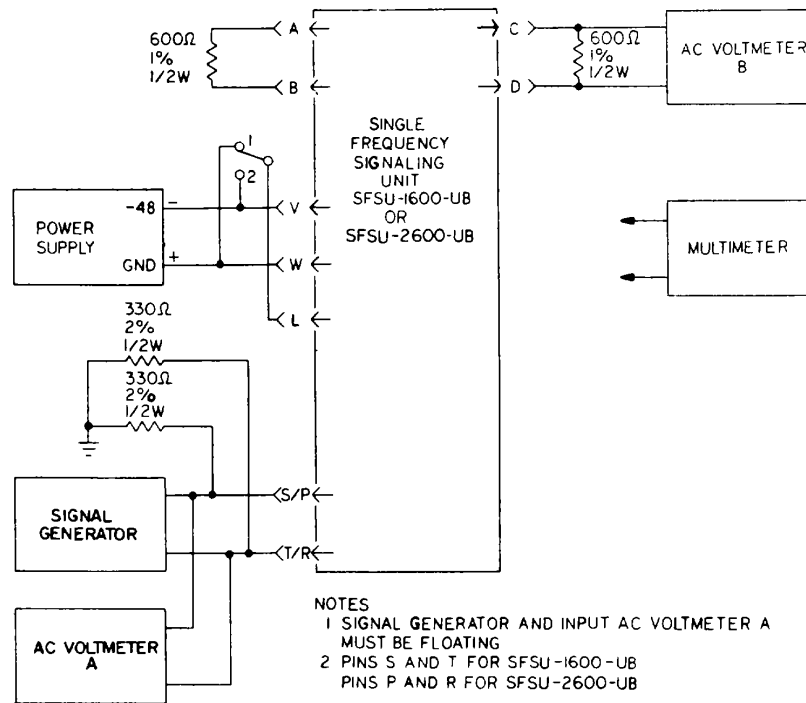 600Ω
1%
1/2W
A
B
C
D
600Ω
1%
1/2W
AC VOLTMETER
B
SINGLE
FREQUENCY
SIGNALING
UNIT
SFSU-1600-UB
OR
SFSU-2600-UB
1
2
POWER
SUPPLY
-48
-
GND
+
V
W
L
MULTIMETER
330Ω
2%
1/2W
330Ω
2%
1/2W
SIGNAL
GENERATOR
S/P
T/R
AC VOLTMETER
A
NOTES
1 SIGNAL GENERATOR AND INPUT AC VOLTMETER A
MUST BE FLOATING
2 PINS S AND T FOR SFSU-1600-UB
PINS P AND R FOR SFSU-2600-UB